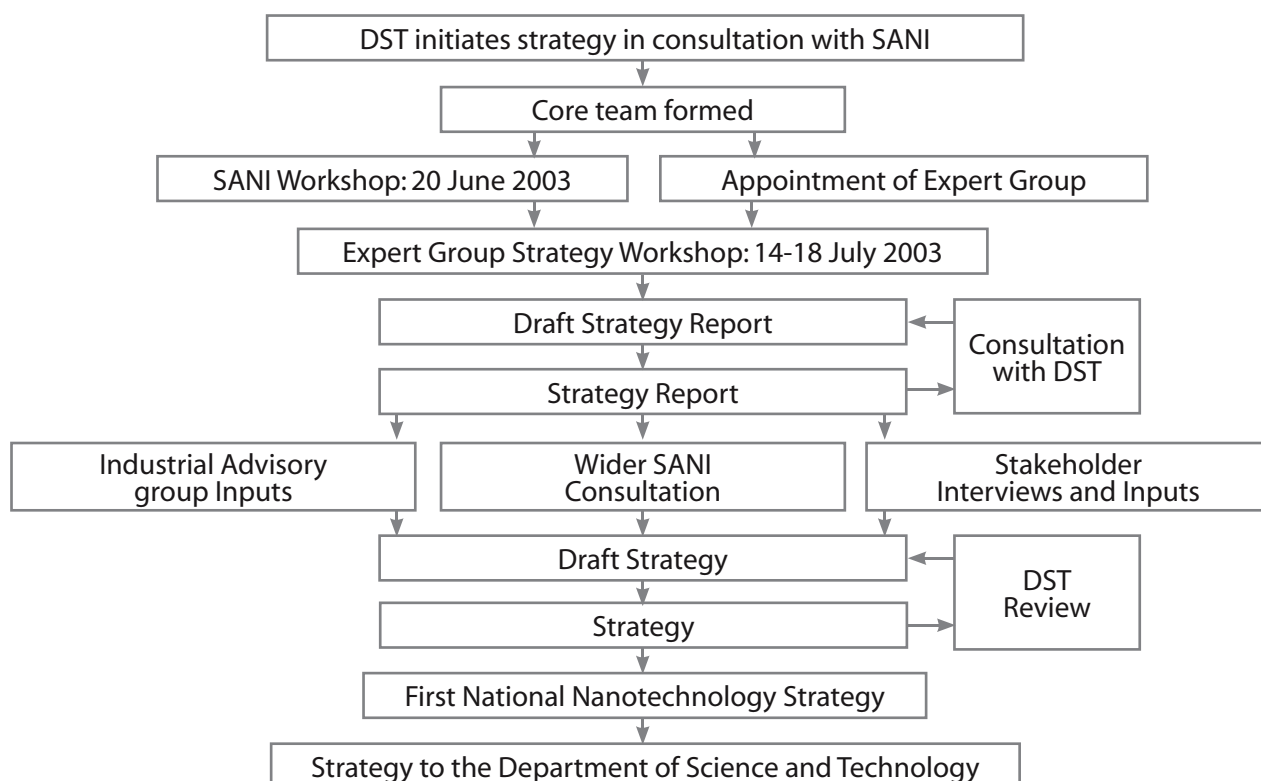 DST initiates strategy in consultation with SANI
Core team formed
SANI Workshop: 20 June 2003
Appointment of Expert Group
Expert Group Strategy Workshop: 14-18 July 2003
Draft Strategy Report
Consultation
with DST
Strategy Report
Industrial Advisory
group Inputs
Wider SANI
Consultation
Stakeholder
Interviews and Inputs
Draft Strategy
DST
Review
Strategy
First National Nanotechnology Strategy
Strategy to the Department of Science and Technology